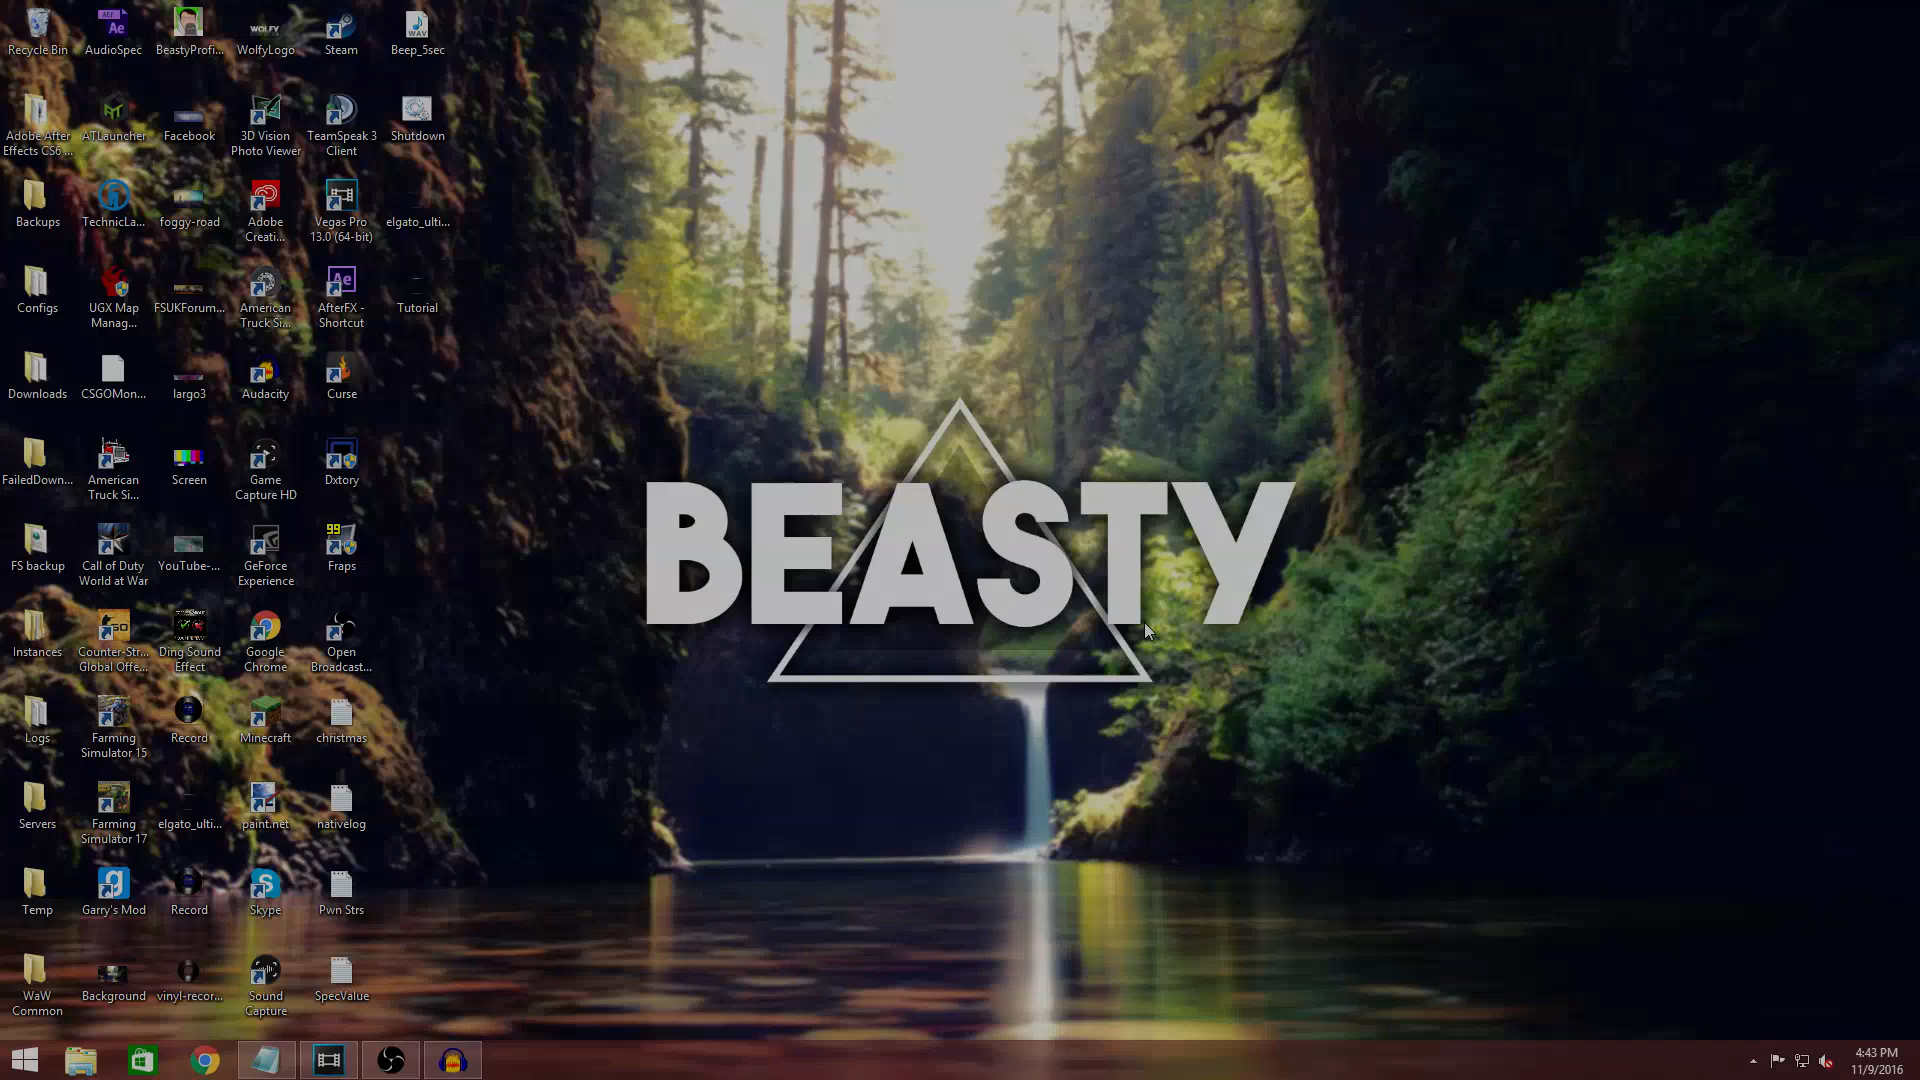 Recycle Bin
AudioSpec
BeastyProfi...
WolfyLogo
Steam
Beep_5sec
Adobe After
Effects CS6 ...
ATLauncher
Facebook
3D Vision
Photo Viewer
TeamSpeak 3
Client
Shutdown
Backups
TechnicLa...
foggy-road
Adobe
Creati...
Vegas Pro
13.0 (64-bit)
elgato_ulti...
Configs
UGX Map
Manag...
FSUKForum...
American
Truck Si...
AfterFX -
Shortcut
Tutorial
Downloads
CSGOMon...
largo3
Audacity
Curse
FailedDown...
American
Truck Si...
Screen
Game
Capture HD
Dxtory
FS backup
Call of Duty
World at War
YouTube-...
GeForce
Experience
Fraps
Instances
Counter-Str...
Global Offe...
Ding Sound
Effect
Google
Chrome
Open
Broadcast...
Logs
Farming
Simulator 15
Record
Minecraft
christmas
Servers
Farming
Simulator 17
elgato_ulti...
paint.net
nativelog
Temp
Garry's Mod
Record
Skype
Pwn Strs
WaW
Common
Background
vinyl-recor...
Sound
Capture
SpecValue
BEASTY
4:43 PM
11/9/2016